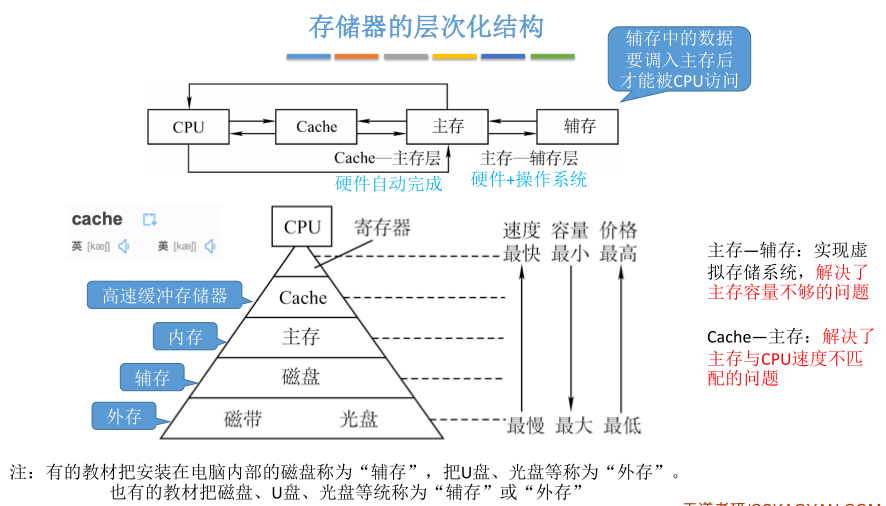 存储器的层次化结构
辅存中的数据
要调入主存后
才能被CPU访问
CPU
Cache
主存
辅存
Cache—主存层
主存—辅存层
硬件自动完成
硬件+操作系统
cache
英 [kæʃ]
美 [kæʃ]
CPU
寄存器
速度 容量 价格
最快 最小 最高
高速缓冲存储器
Cache
内存
主存
辅存
磁盘
外存
磁带
光盘
最慢 最大 最低
主存—辅存：实现虚
拟存储系统，解决了
主存容量不够的问题
Cache—主存：解决了
主存与CPU速度不匹
配的问题
注：有的教材把安装在电脑内部的磁盘称为“辅存”，把U盘、光盘等称为“外存”。
也有的教材把磁盘、U盘、光盘等统称为“辅存”或“外存”